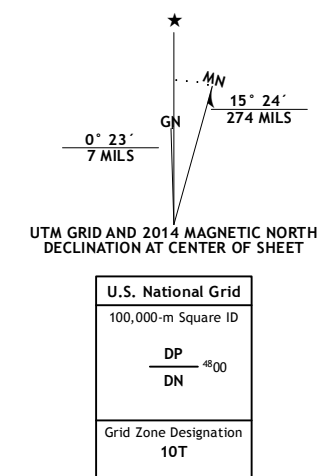 ★
MN
GN
15° 24´
274 MILS
0° 23´
7 MILS
UTM GRID AND 2014 MAGNETIC NORTH
DECLINATION AT CENTER OF SHEET
U.S. National Grid
100,000-m Square ID
DP
4800
DN
Grid Zone Designation
10T